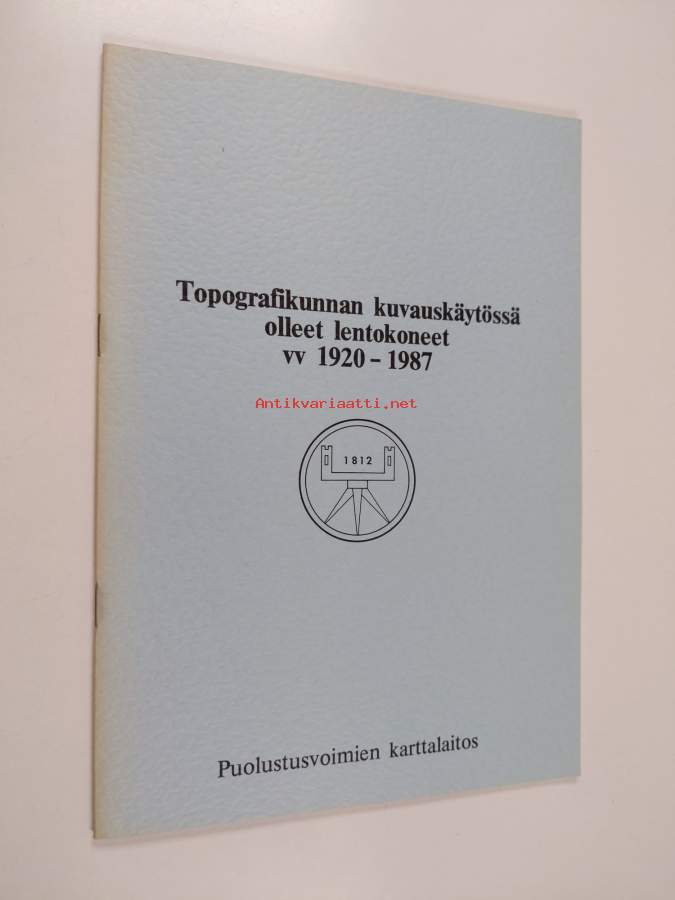 Topografikunnan kuvauskäytössä
olleet lentokoneet
vv 1920 – 1987
Antikvariaatti.net
1812
Puolustusvoimien karttalaitos